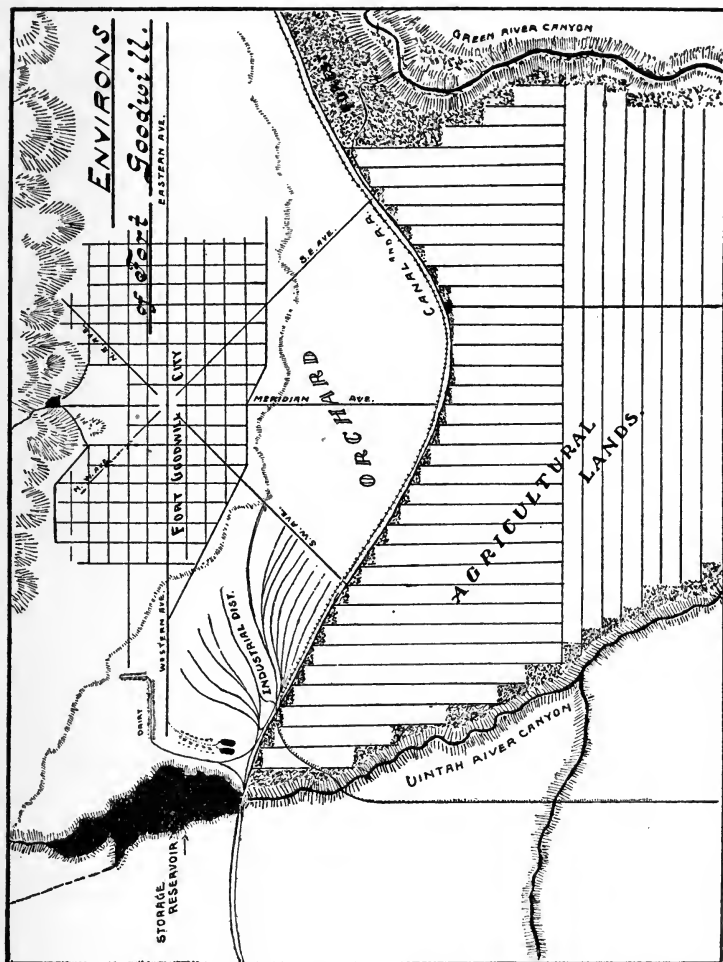 ENVIRONS
of Fort Goodwill.
EASTERN AVE.
GREEN RIVER CANYON
FOREST
N.E. AVE.
S.E. AVE.
CANAL AND R.R.
N.W. AVE.
FORT GOODWILL CITY
MERIDIAN AVE.
ORCHARD
S.W. AVE.
WESTERN AVE.
INDUSTRIAL DIST.
AGRICULTURAL
LANDS.
DAIRY
UINTAH RIVER CANYON
STORAGE
RESERVOIR